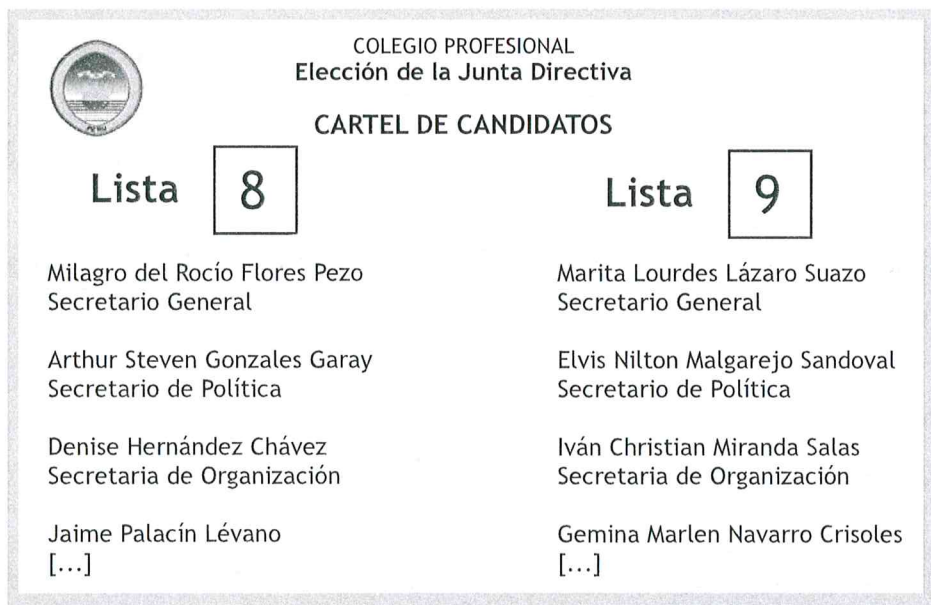 COLEGIO PROFESIONAL
Elección de la Junta Directiva
CARTEL DE CANDIDATOS
Lista 8
Milagro del Rocío Flores Pezo
Secretario General
Arthur Steven Gonzales Garay
Secretario de Política
Denise Hernández Chávez
Secretaria de Organización
Jaime Palacín Lévano
[...]
Lista 9
Marita Lourdes Lázaro Suazo
Secretario General
Elvis Nilton Malgarejo Sandoval
Secretario de Política
Iván Christian Miranda Salas
Secretaria de Organización
Gemina Marlen Navarro Crisoles
[...]